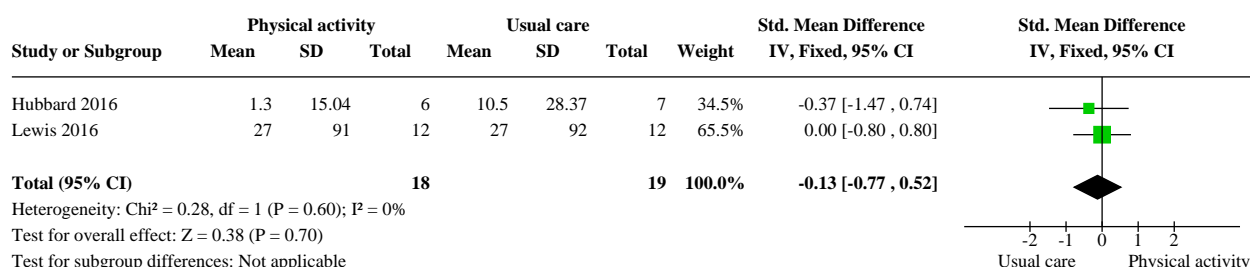 Physical activity Usual care Std. Mean Difference Std. Mean Difference
Study or Subgroup Mean SD Total Mean SD Total Weight IV, Fixed, 95% CI IV, Fixed, 95% CI
Hubbard 2016 1.3 15.04 6 10.5 28.37 7 34.5% -0.37 [-1.47 , 0.74]
Lewis 2016 27 91 12 27 92 12 65.5% 0.00 [-0.80 , 0.80]
Total (95% CI) 18 19 100.0% -0.13 [-0.77 , 0.52]
Heterogeneity: Chi² = 0.28, df = 1 (P = 0.60); I² = 0%
Test for overall effect: Z = 0.38 (P = 0.70)
-2 -1 0 1 2
Test for subgroup differences: Not applicable Usual care Physical activity